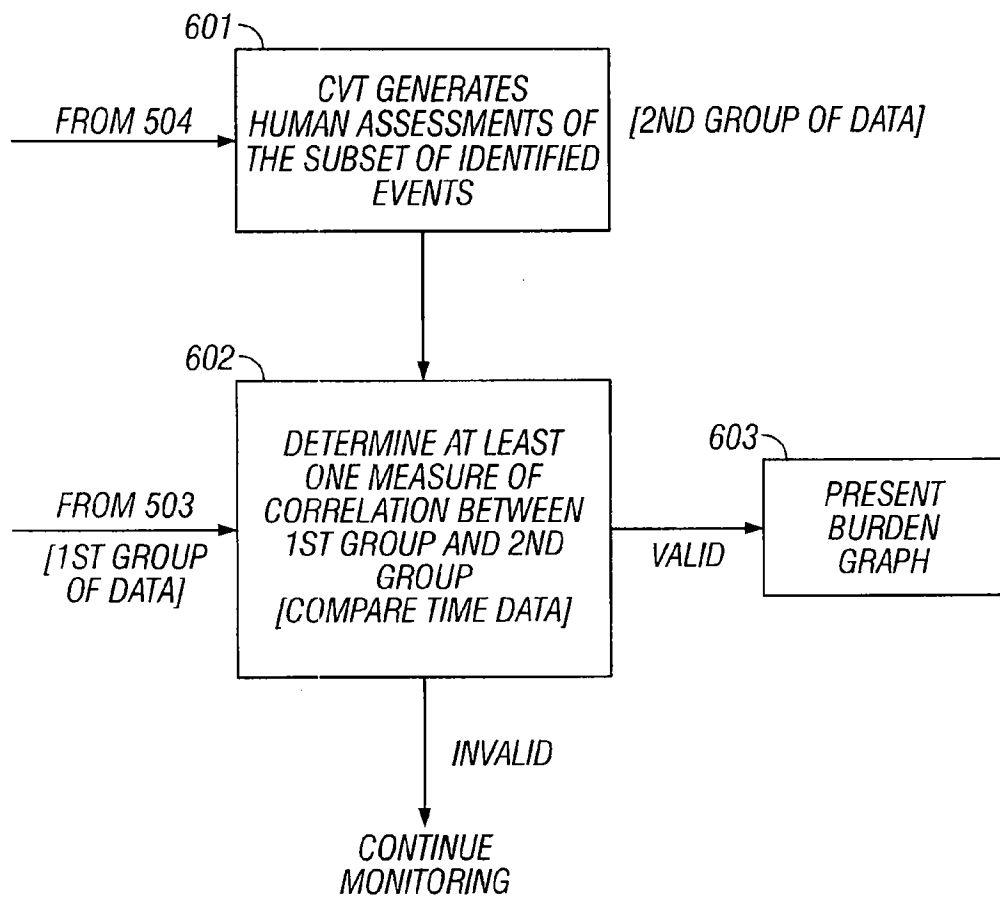 601
CVT GENERATES
HUMAN ASSESSMENTS OF
THE SUBSET OF IDENTIFIED
EVENTS
FROM 504
[2ND GROUP OF DATA]
602
DETERMINE AT LEAST
ONE MEASURE OF
CORRELATION BETWEEN
1ST GROUP AND 2ND
GROUP
[COMPARE TIME DATA]
FROM 503
[1ST GROUP
OF DATA]
VALID
603
PRESENT
BURDEN
GRAPH
INVALID
CONTINUE
MONITORING